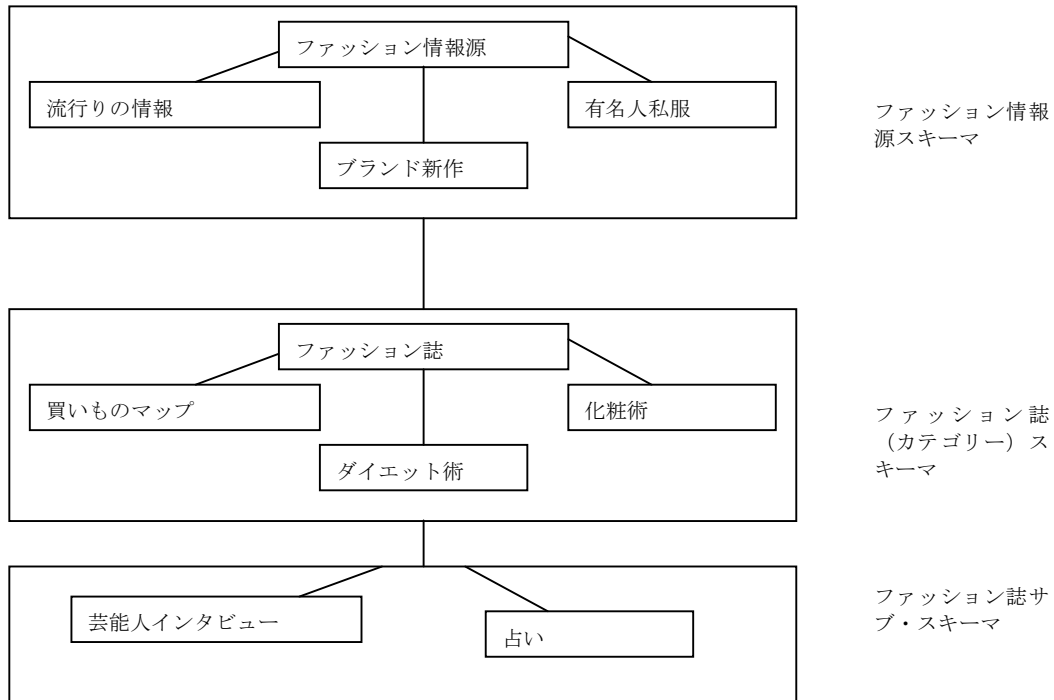 ファッション情報源
流行りの情報
有名人私服
ブランド新作
ファッション情報
源スキーマ
ファッション誌
買いものマップ
化粧術
ダイエット術
ファッション誌
（カテゴリー）ス
キーマ
芸能人インタビュー
占い
ファッション誌サ
ブ・スキーマ